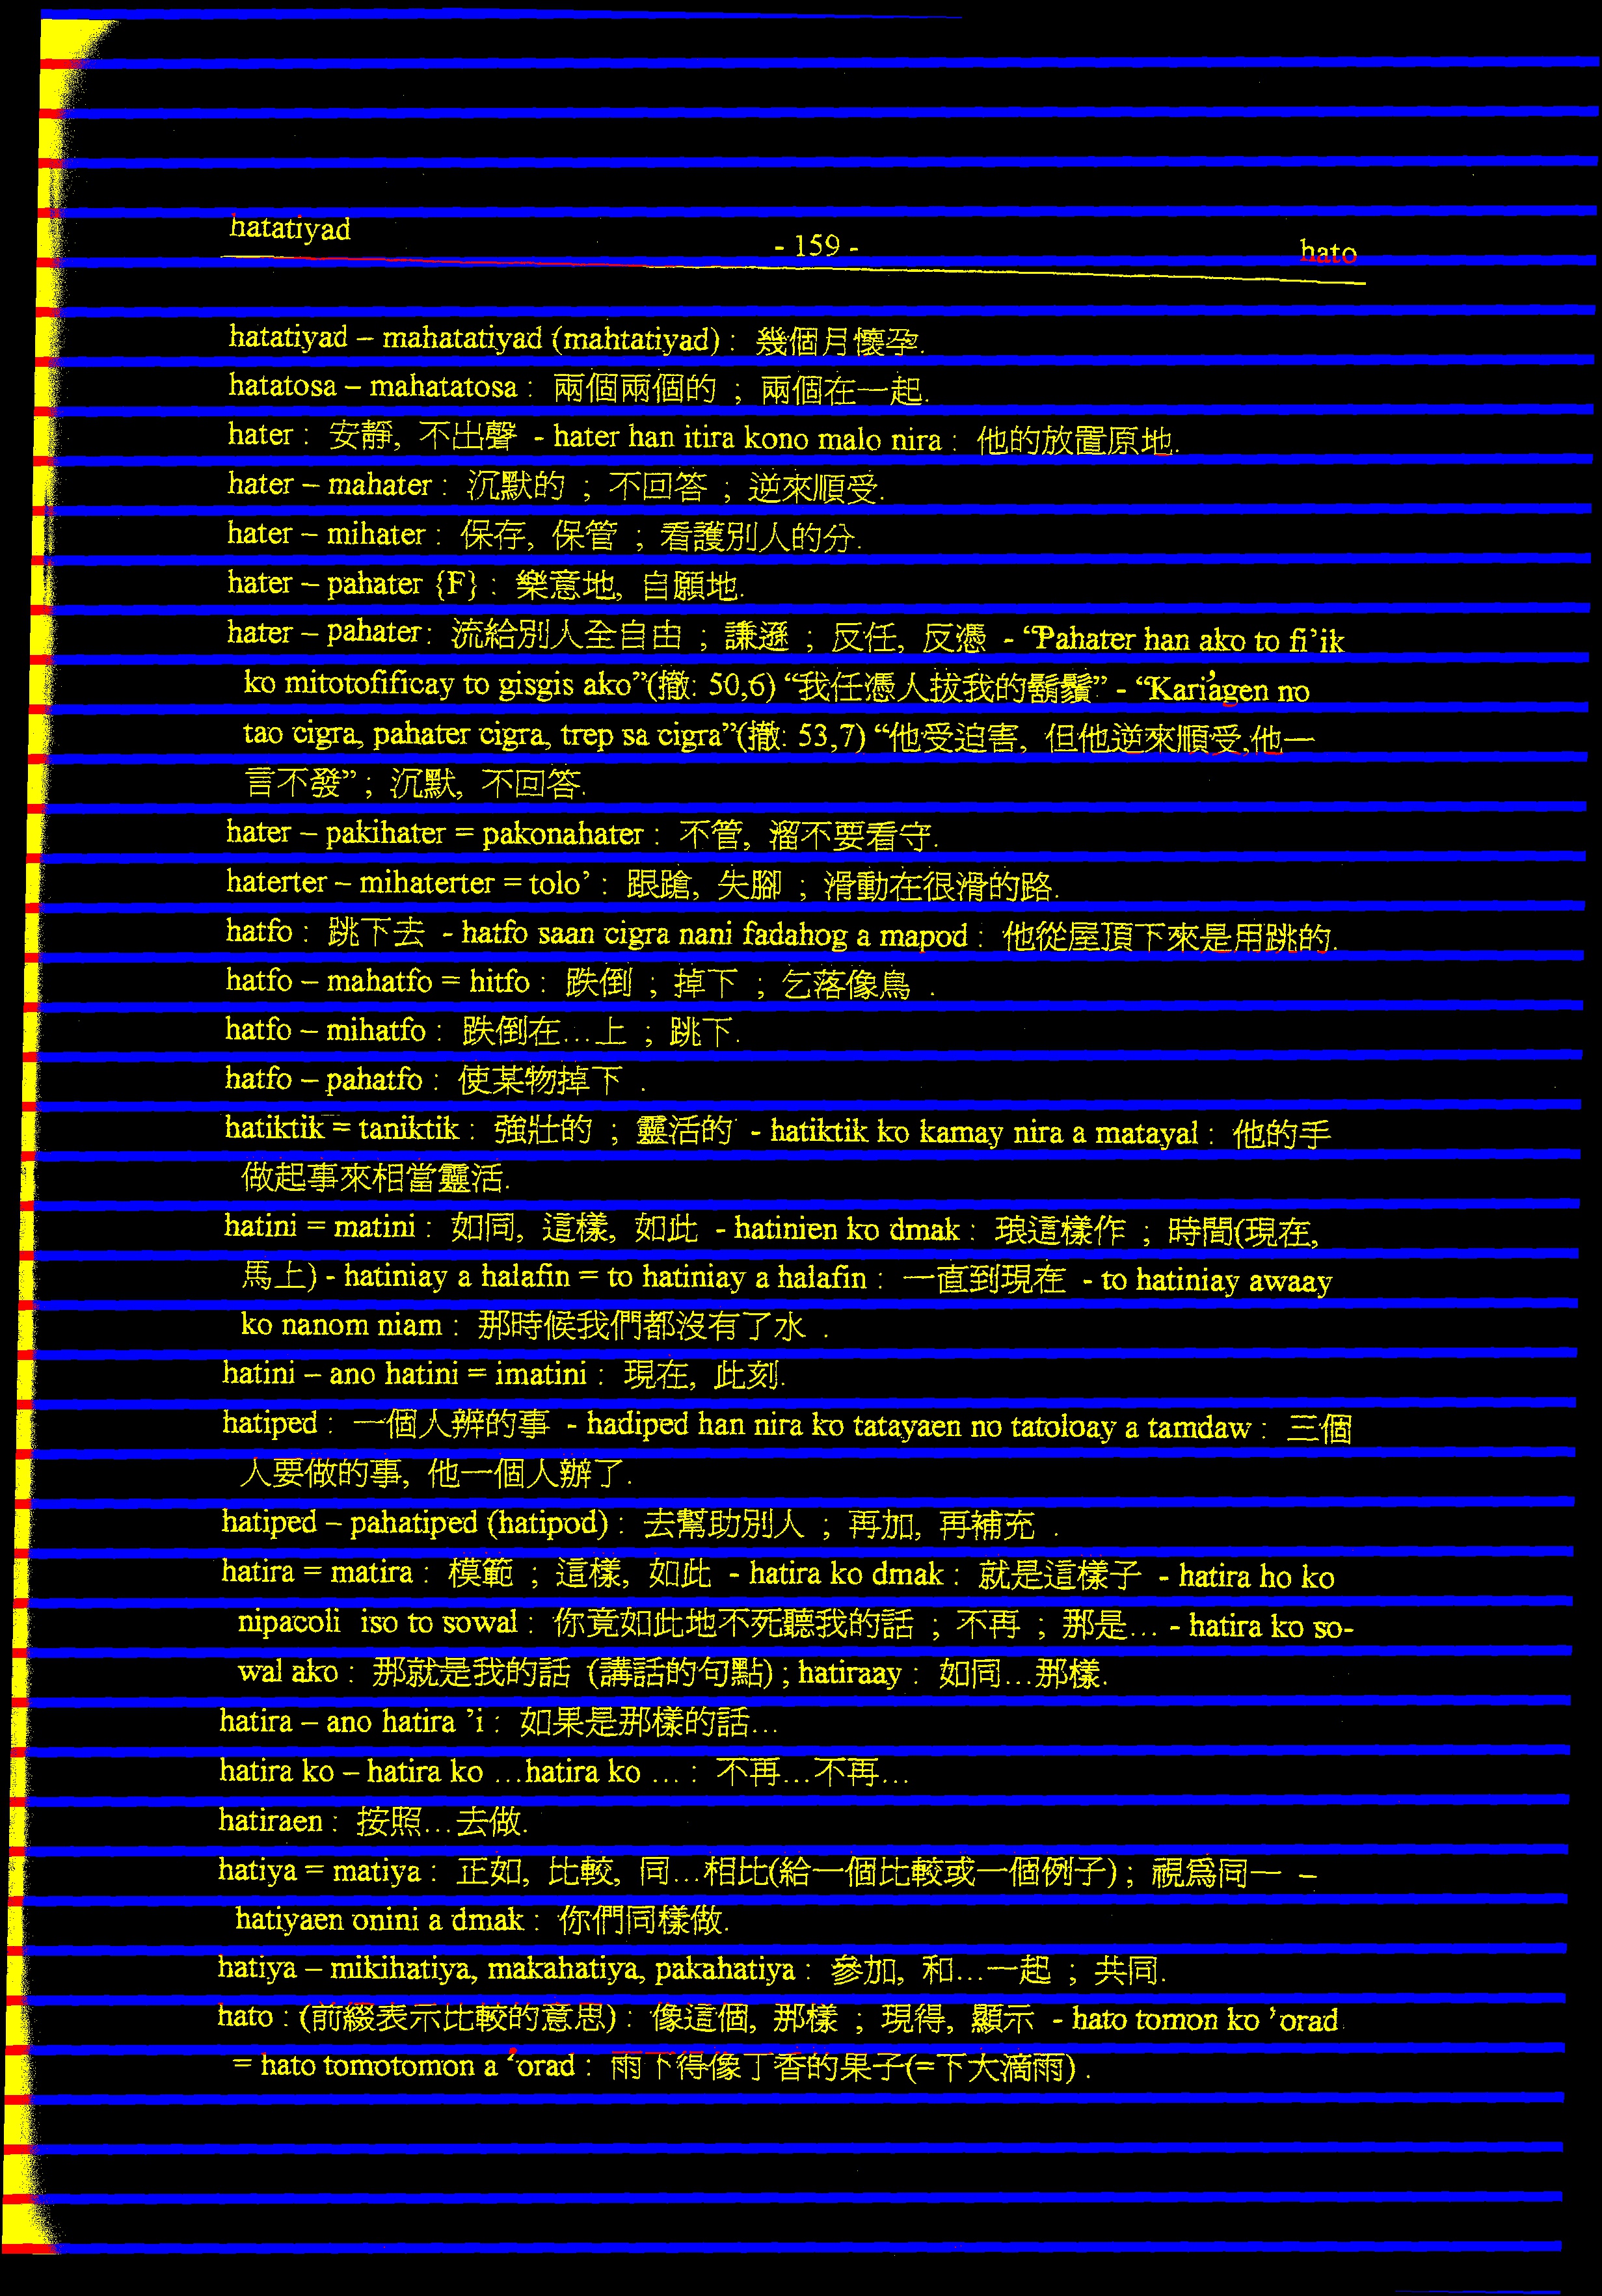 hatatiyad
- 159 -
hato
hatatiyad – mahatatiyad (mahtatiyad) : 幾個月懷孕.
hatatosa – mahatatosa : 兩個兩個的 ; 兩個在一起.
hater : 安靜, 不出聲 - hater han itira kono malo nira : 他的放置原地.
hater – mahater : 沉默的 ; 不回答 ; 逆來順受.
hater – mihater : 保存, 保管 ; 看護別人的分.
hater – pahater {F} : 樂意地, 自願地.
hater – pahater : 流給別人全自由 ; 謙遜 ; 反任, 反憑 - “Pahater han ako to fi’ik
ko mitotofificay to gisgis ako”(撤: 50,6) “我任憑人拔我的鬍鬚” - “Kari’agen no
tao cigra, pahater cigra, trep sa cigra”(撤: 53,7) “他受迫害, 但他逆來順受,他一
言不發” ; 沉默, 不回答.
hater – pakihater = pakonahater : 不管, 溜不要看守.
haterter – mihaterter = tolo’ : 踉蹌, 失腳 ; 滑動在很滑的路.
hatfo : 跳下去 - hatfo saan cigra nani fadahog a mapod : 他從屋頂下來是用跳的.
hatfo – mahatfo = hitfo : 跌倒 ; 掉下 ; 乞落像鳥 .
hatfo – mihatfo : 跌倒在…上 ; 跳下.
hatfo – pahatfo : 使某物掉下 .
hatiktik = taniktik : 強壯的 ; 靈活的 - hatiktik ko kamay nira a matayal : 他的手
做起事來相當靈活.
hatini = matini : 如同, 這樣, 如此 - hatinien ko dmak : 琅這樣作 ; 時間(現在,
馬上) - hatiniay a halafin = to hatiniay a halafin : 一直到現在 - to hatiniay awaay
ko nanom niam : 那時候我們都沒有了水 .
hatini – ano hatini = imatini : 現在, 此刻.
hatiped : 一個人辦的事 - hadiped han nira ko tatayaen no tatoloay a tamdaw : 三個
人要做的事, 他一個人辦了.
hatiped – pahatiped (hatipod) : 去幫助別人 ; 再加, 再補充 .
hatira = matira : 模範 ; 這樣, 如此 - hatira ko dmak : 就是這樣子 - hatira ho ko
nipacoli iso to sowal : 你竟如此地不死聽我的話 ; 不再 ; 那是… - hatira ko so-
wal ako : 那就是我的話 (講話的句點) ; hatiraay : 如同…那樣.
hatira – ano hatira ’i : 如果是那樣的話…
hatira ko – hatira ko …hatira ko … : 不再…不再…
hatiraen : 按照…去做.
hatiya = matiya : 正如, 比較, 同…相比(給一個比較或一個例子) ; 視為同一 –
hatiyaen onini a dmak : 你們同樣做.
hatiya – mikihatiya, makahatiya, pakahatiya : 參加, 和…一起 ; 共同.
hato : (前綴表示比較的意思) : 像這個, 那樣 ; 現得, 顯示 - hato tomon ko ’orad
= hato tomotomon a ’orad : 雨下得像丁香的果子(=下大滴雨) .